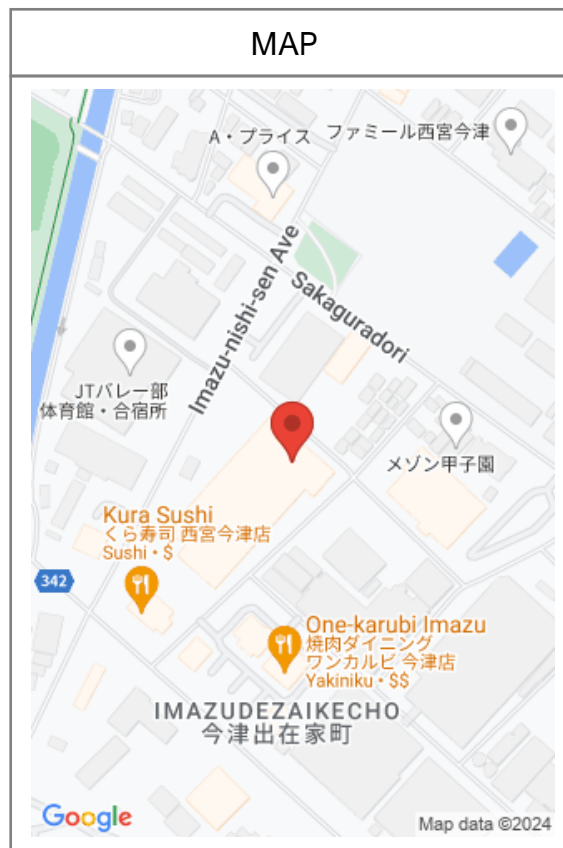 MAP
A・プライス
ファミール西宮今津
Imazu-nishi-sen Ave
Sakaguradori
JTバレー部
体育館・合宿所
メゾン甲子園
Kura Sushi
くら寿司 西宮今津店
Sushi • $
342
One-karubi Imazu
焼肉ダイニング
ワンカルビ 今津店
Yakiniku • $$
IMAZUDEZAIKECHO
今津出在家町
Google
Map data ©2024